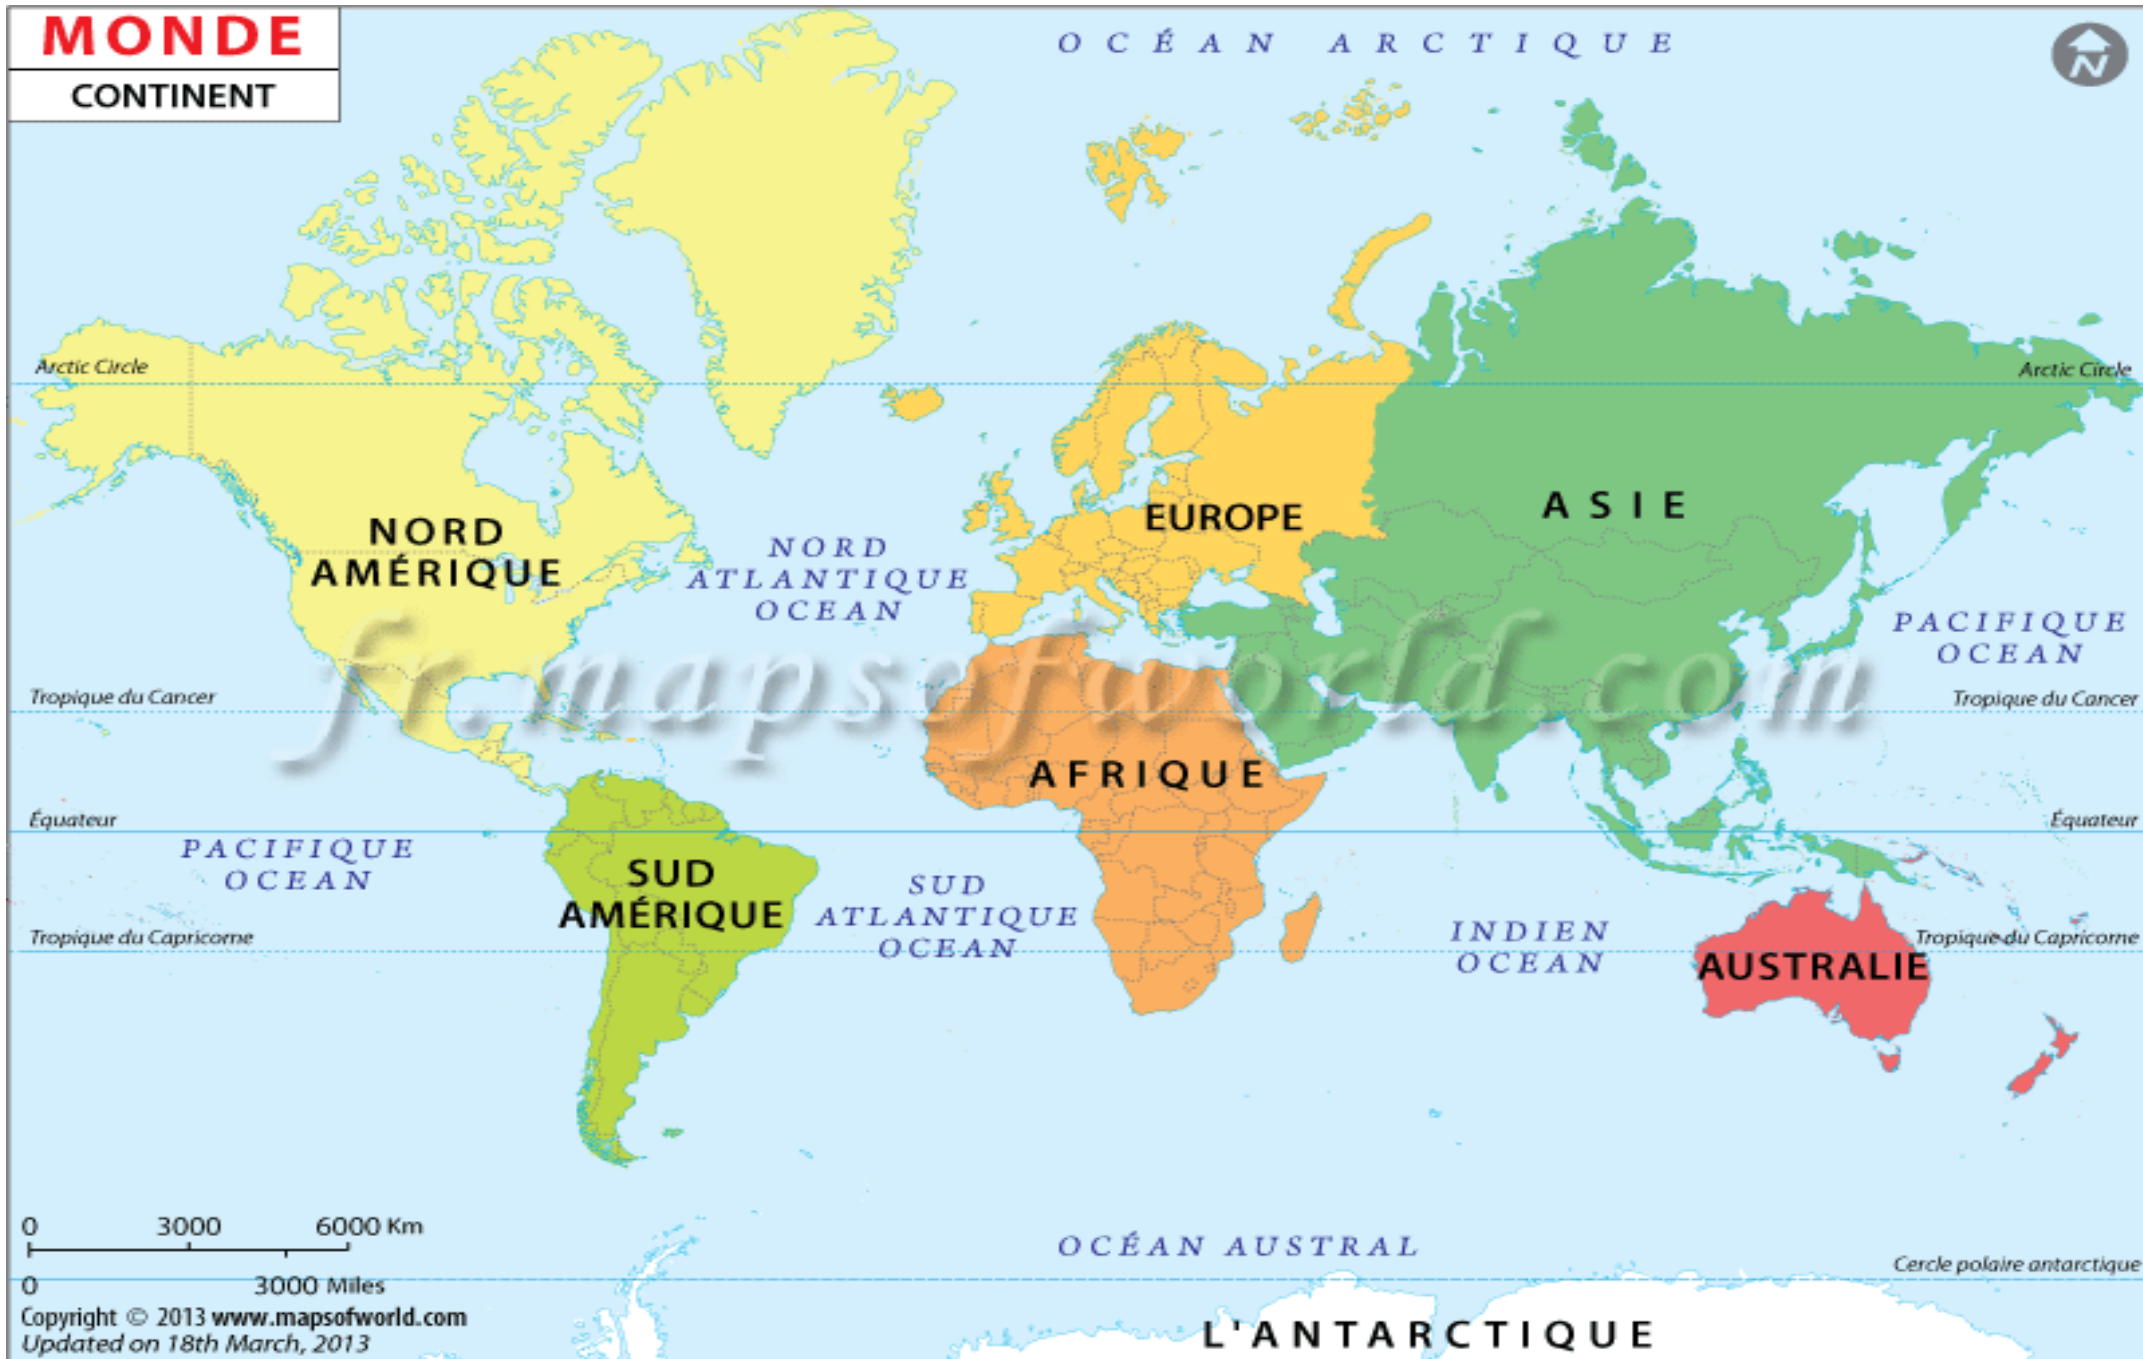 MONDE
CONTINENT
OCÉAN ARCTIQUE
N
Arctic Circle
Arctic Circle
NORD
AMÉRIQUE
EUROPE
ASIE
NORD
ATLANTIQUE
OCEAN
PACIFIQUE
OCEAN
fr.mapsofworld.com
Tropique du Cancer
Tropique du Cancer
AFRIQUE
Équateur
Équateur
PACIFIQUE
OCEAN
SUD
AMÉRIQUE
SUD
ATLANTIQUE
OCEAN
INDIEN
OCEAN
Tropique du Capricorne
Tropique du Capricorne
AUSTRALIE
0 3000 6000 Km
0 3000 Miles
OCÉAN AUSTRAL
Cercle polaire antarctique
L'ANTARCTIQUE
Copyright © 2013 www.mapsofworld.com
Updated on 18th March, 2013